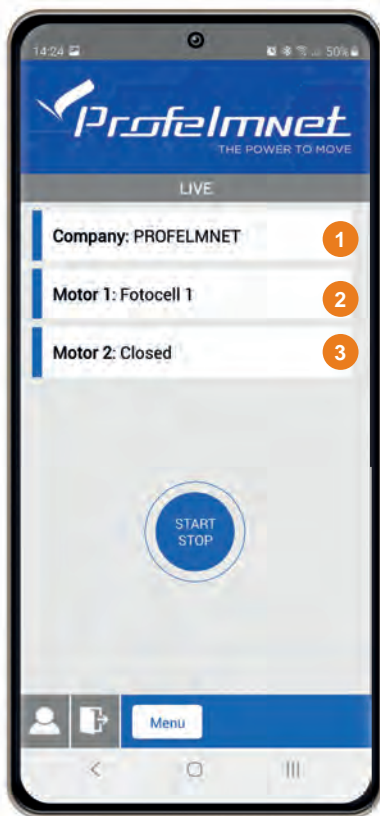 14:24
50%
Profelmnet
THE POWER TO MOVE
LIVE
Company: PROFELMNET
1
Motor 1: Fotocell 1
2
Motor 2: Closed
3
START
STOP
Menu